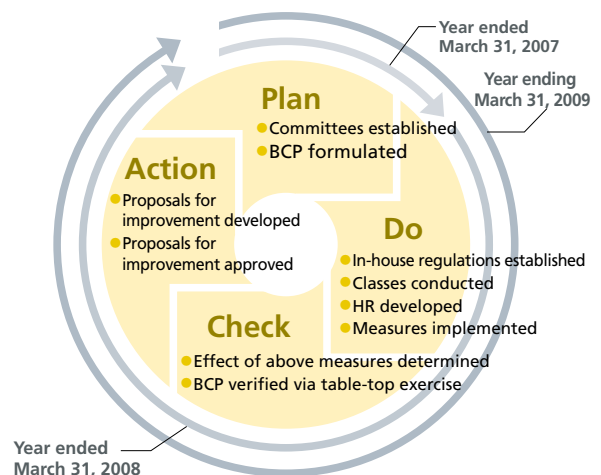 Year ended
March 31, 2007
Year ending
March 31, 2009
Plan
●Committees established
●BCP formulated
Action
●Proposals for
improvement developed
●Proposals for
improvement approved
Do
●In-house regulations established
●Classes conducted
●HR developed
●Measures implemented
Check
●Effect of above measures determined
●BCP verified via table-top exercise
Year ended
March 31, 2008